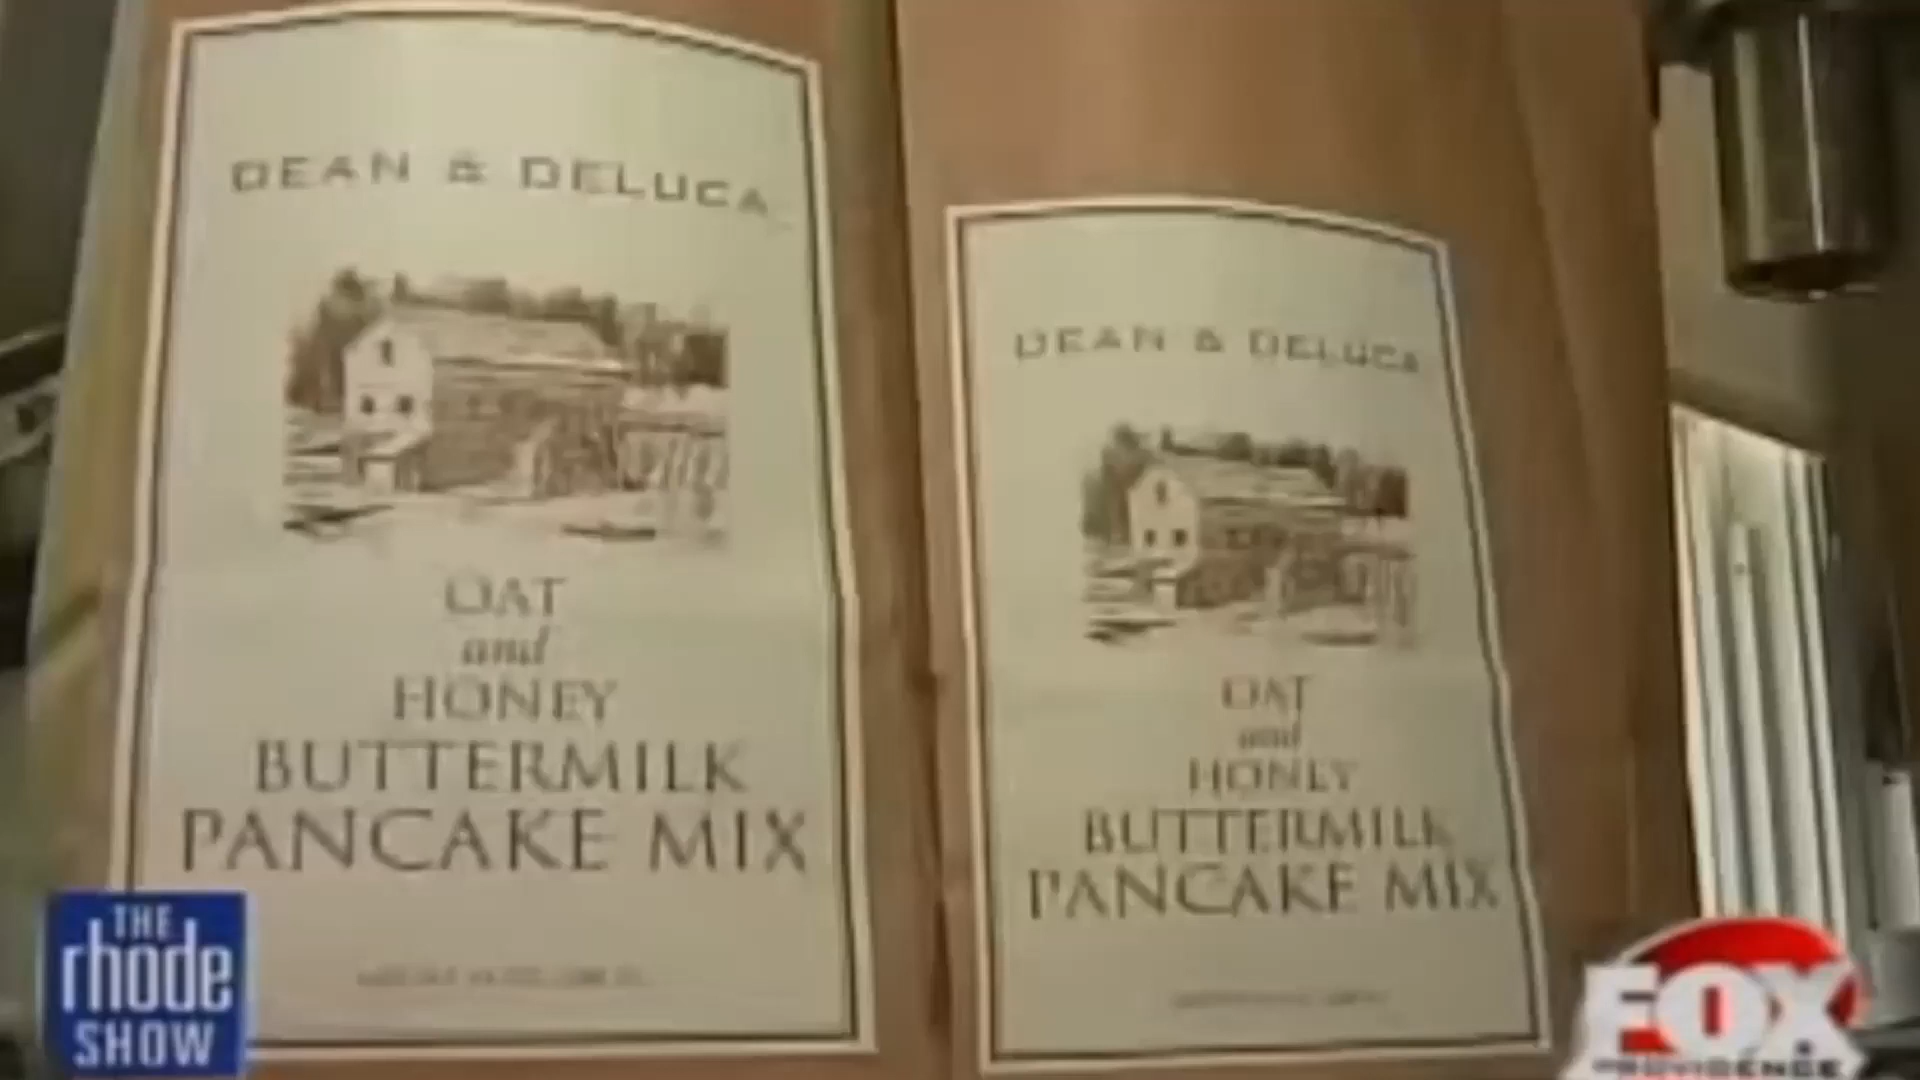 DEAN & DELUCA
OAT
and
HONEY
BUTTERMILK
PANCAKE MIX
DEAN & DELUCA
OAT
and
HONEY
BUTTERMILK
PANCAKE MIX
THE
rhode
SHOW
FOX
PROVIDENCE